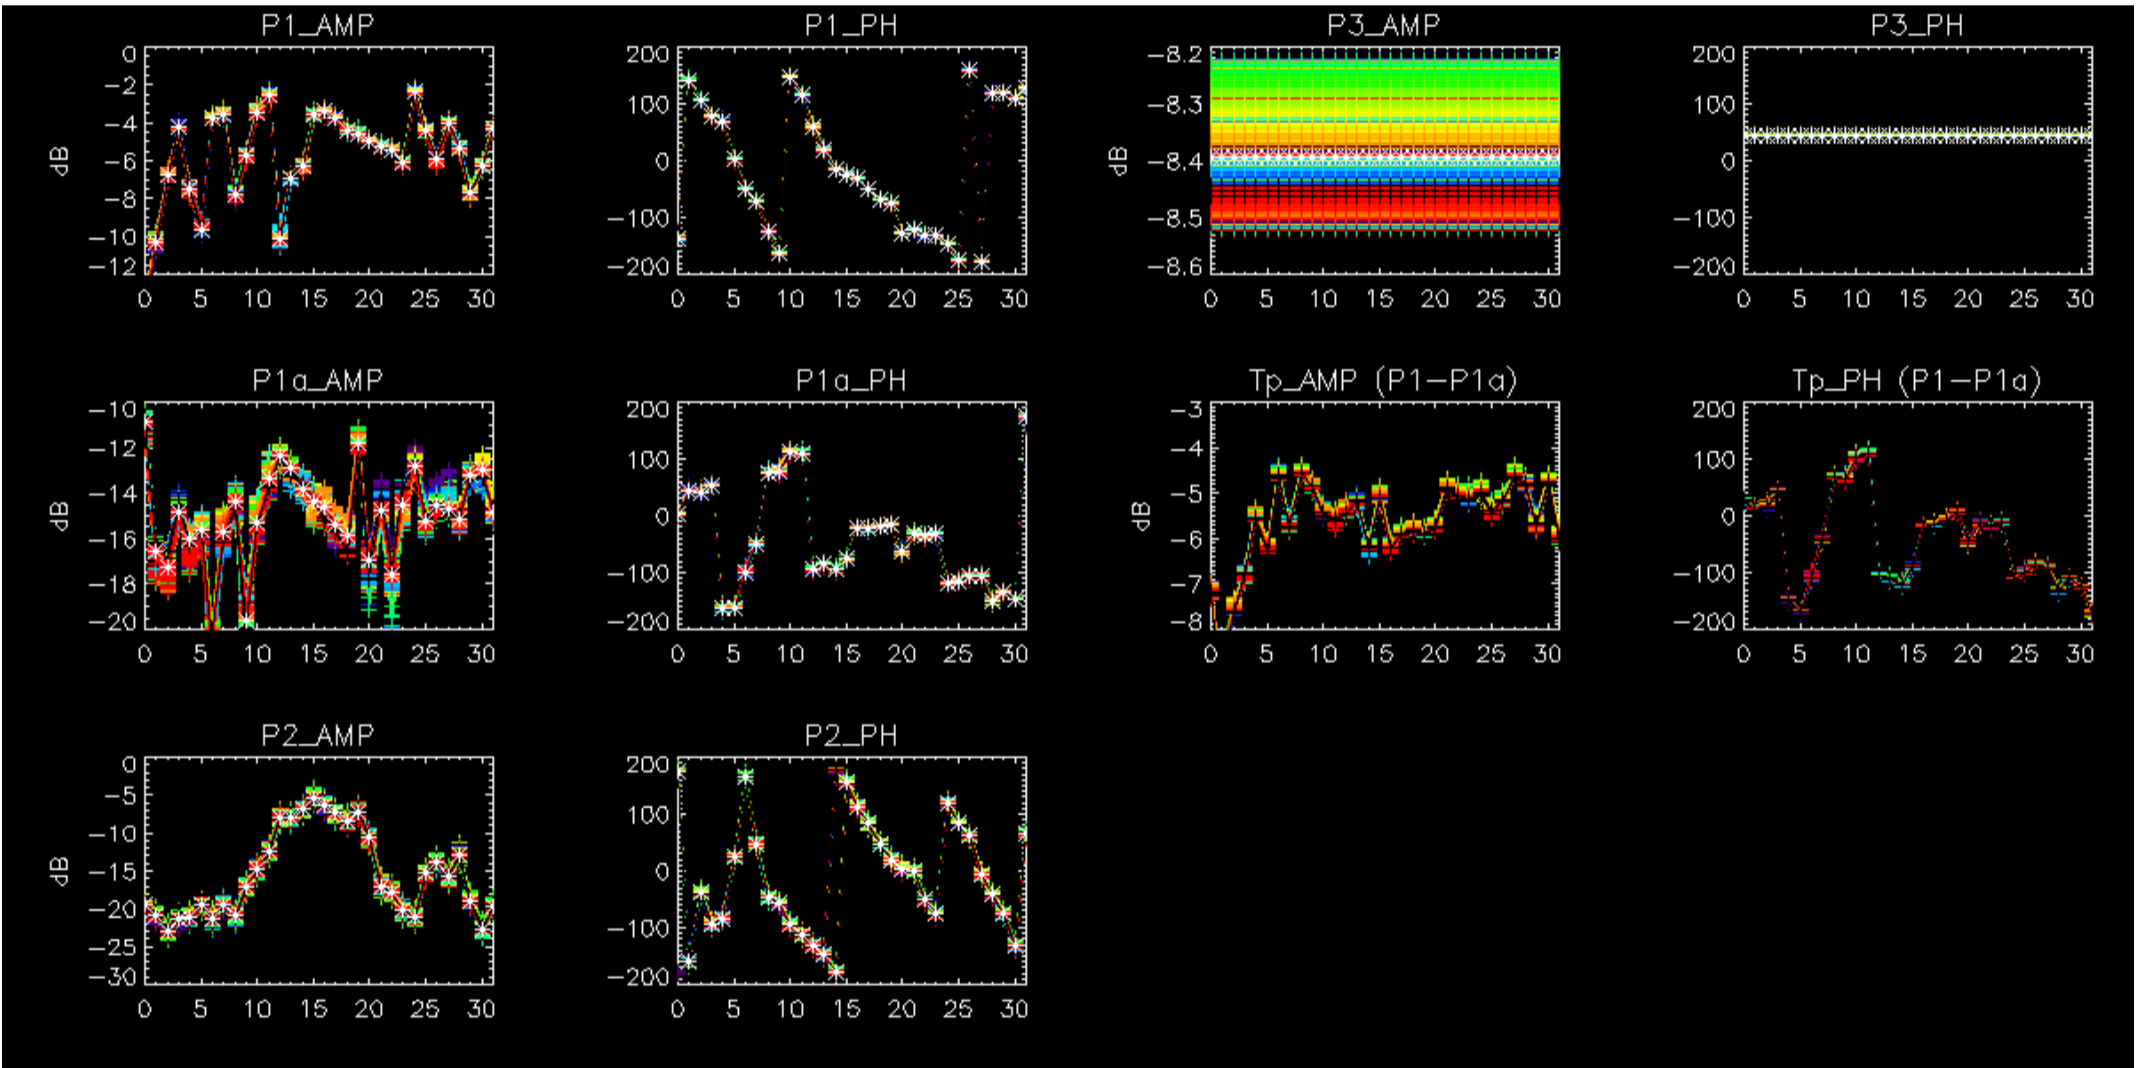 P1_AMP
P1_PH
P3_AMP
P3_PH
0
−2
−4
−6
−8
−10
−12
dB
0 5 10 15 20 25 30
200
100
0
−100
−200
0 5 10 15 20 25 30
−8.2
−8.3
−8.4
−8.5
−8.6
dB
0 5 10 15 20 25 30
200
100
0
−100
−200
0 5 10 15 20 25 30
P1a_AMP
P1a_PH
Tp_AMP (P1−P1a)
Tp_PH (P1−P1a)
−10
−12
−14
−16
−18
−20
dB
0 5 10 15 20 25 30
200
100
0
−100
−200
0 5 10 15 20 25 30
−3
−4
−5
−6
−7
−8
dB
0 5 10 15 20 25 30
200
100
0
−100
−200
0 5 10 15 20 25 30
P2_AMP
P2_PH
0
−5
−10
−15
−20
−25
−30
dB
0 5 10 15 20 25 30
200
100
0
−100
−200
0 5 10 15 20 25 30